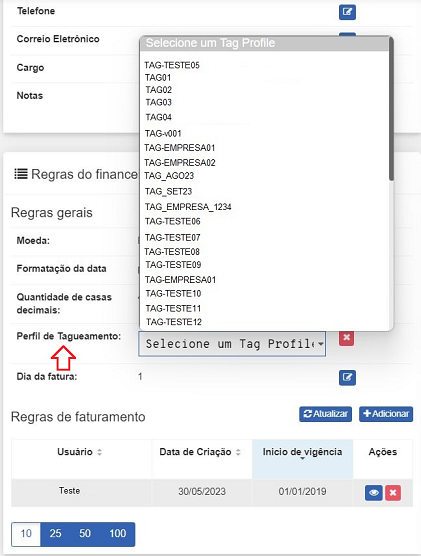 Telefone
Correio Eletrônico
Cargo
Notas
Selecione um Tag Profile
TAG-TESTE05
TAG01
TAG02
TAG03
TAG04
TAG-v001
TAG-EMPRESA01
TAG-EMPRESA02
TAG_AGO23
TAG_SET23
TAG_EMPRESA_1234
TAG-TESTE06
TAG-TESTE07
TAG-TESTE08
TAG-TESTE09
TAG-EMPRESA01
TAG-TESTE10
TAG-TESTE11
TAG-TESTE12
Regras do finance
Regras gerais
Moeda:
Formatação da data
Quantidade de casas
decimais:
Perfil de Tagueamento:
Selecione um Tag Profile
Dia da fatura: 1
Regras de faturamento Atualizar Adicionar
Usuário Data de Criação Inicio de vigência Ações
Teste 30/05/2023 01/01/2019
10 25 50 100